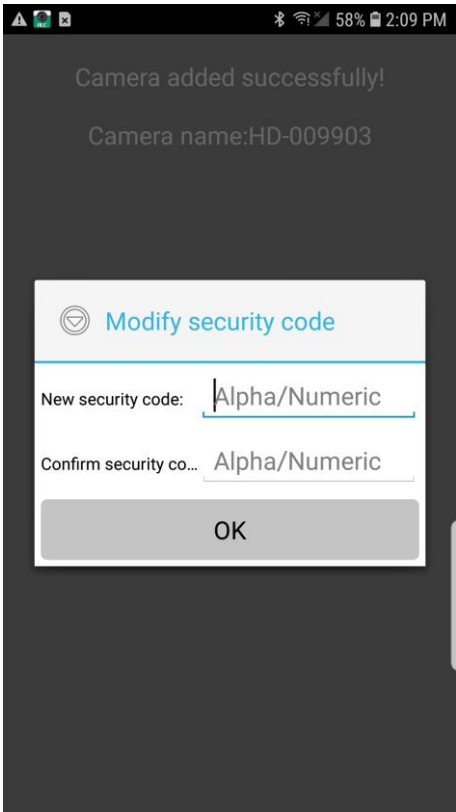 58% 2:09 PM
Camera added successfully!
Camera name:HD-009903
Modify security code
New security code: Alpha/Numeric
Confirm security co... Alpha/Numeric
OK